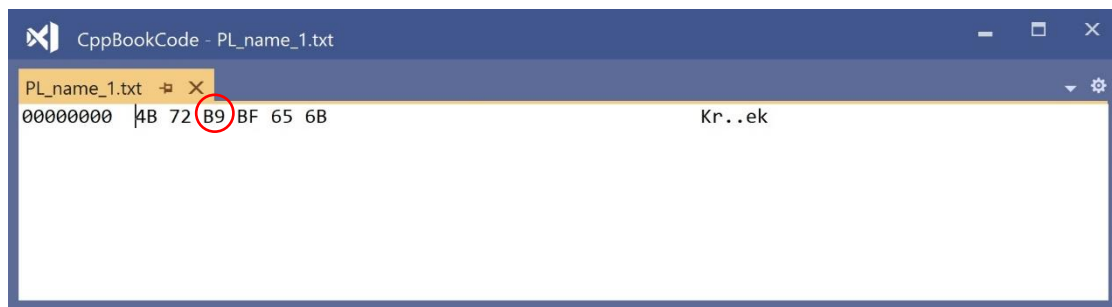 CppBookCode - PL_name_1.txt
PL_name_1.txt
00000000 4B 72 B9 BF 65 6B Kr..ek